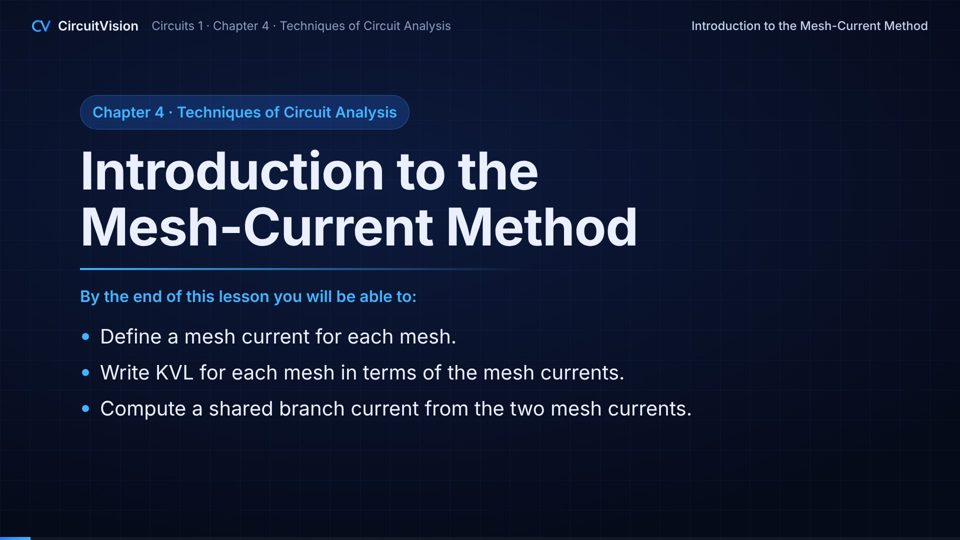 CV CircuitVision Circuits 1 · Chapter 4 · Techniques of Circuit Analysis
Introduction to the Mesh-Current Method
Chapter 4 · Techniques of Circuit Analysis
Introduction to the
Mesh-Current Method
By the end of this lesson you will be able to:
• Define a mesh current for each mesh.
• Write KVL for each mesh in terms of the mesh currents.
• Compute a shared branch current from the two mesh currents.